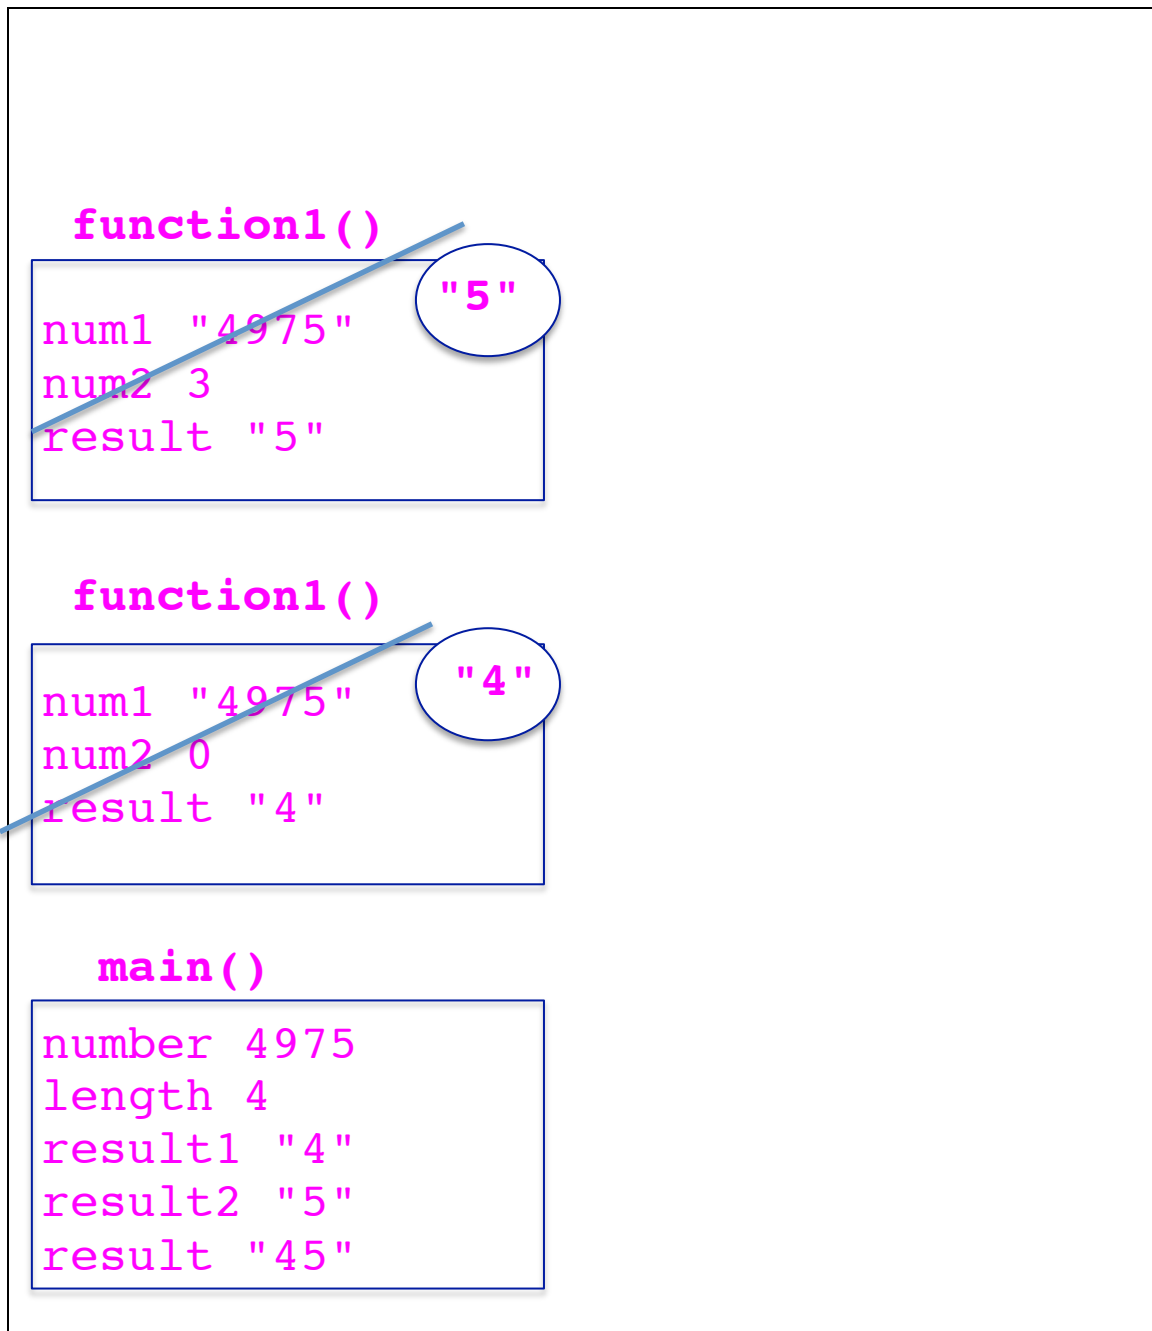 function1()
"5"
num1 "4975"
num2 3
result "5"
function1()
"4"
num1 "4975"
num2 0
result "4"
main()
number 4975
length 4
result1 "4"
result2 "5"
result "45"